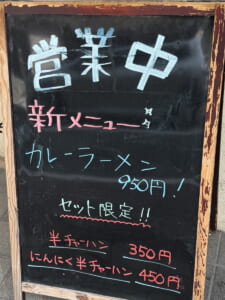 営業中
新メニュー
カレーラーメン
950円!
セット限定!!
半チャーハン 350円
にんにく半チャーハン 450円